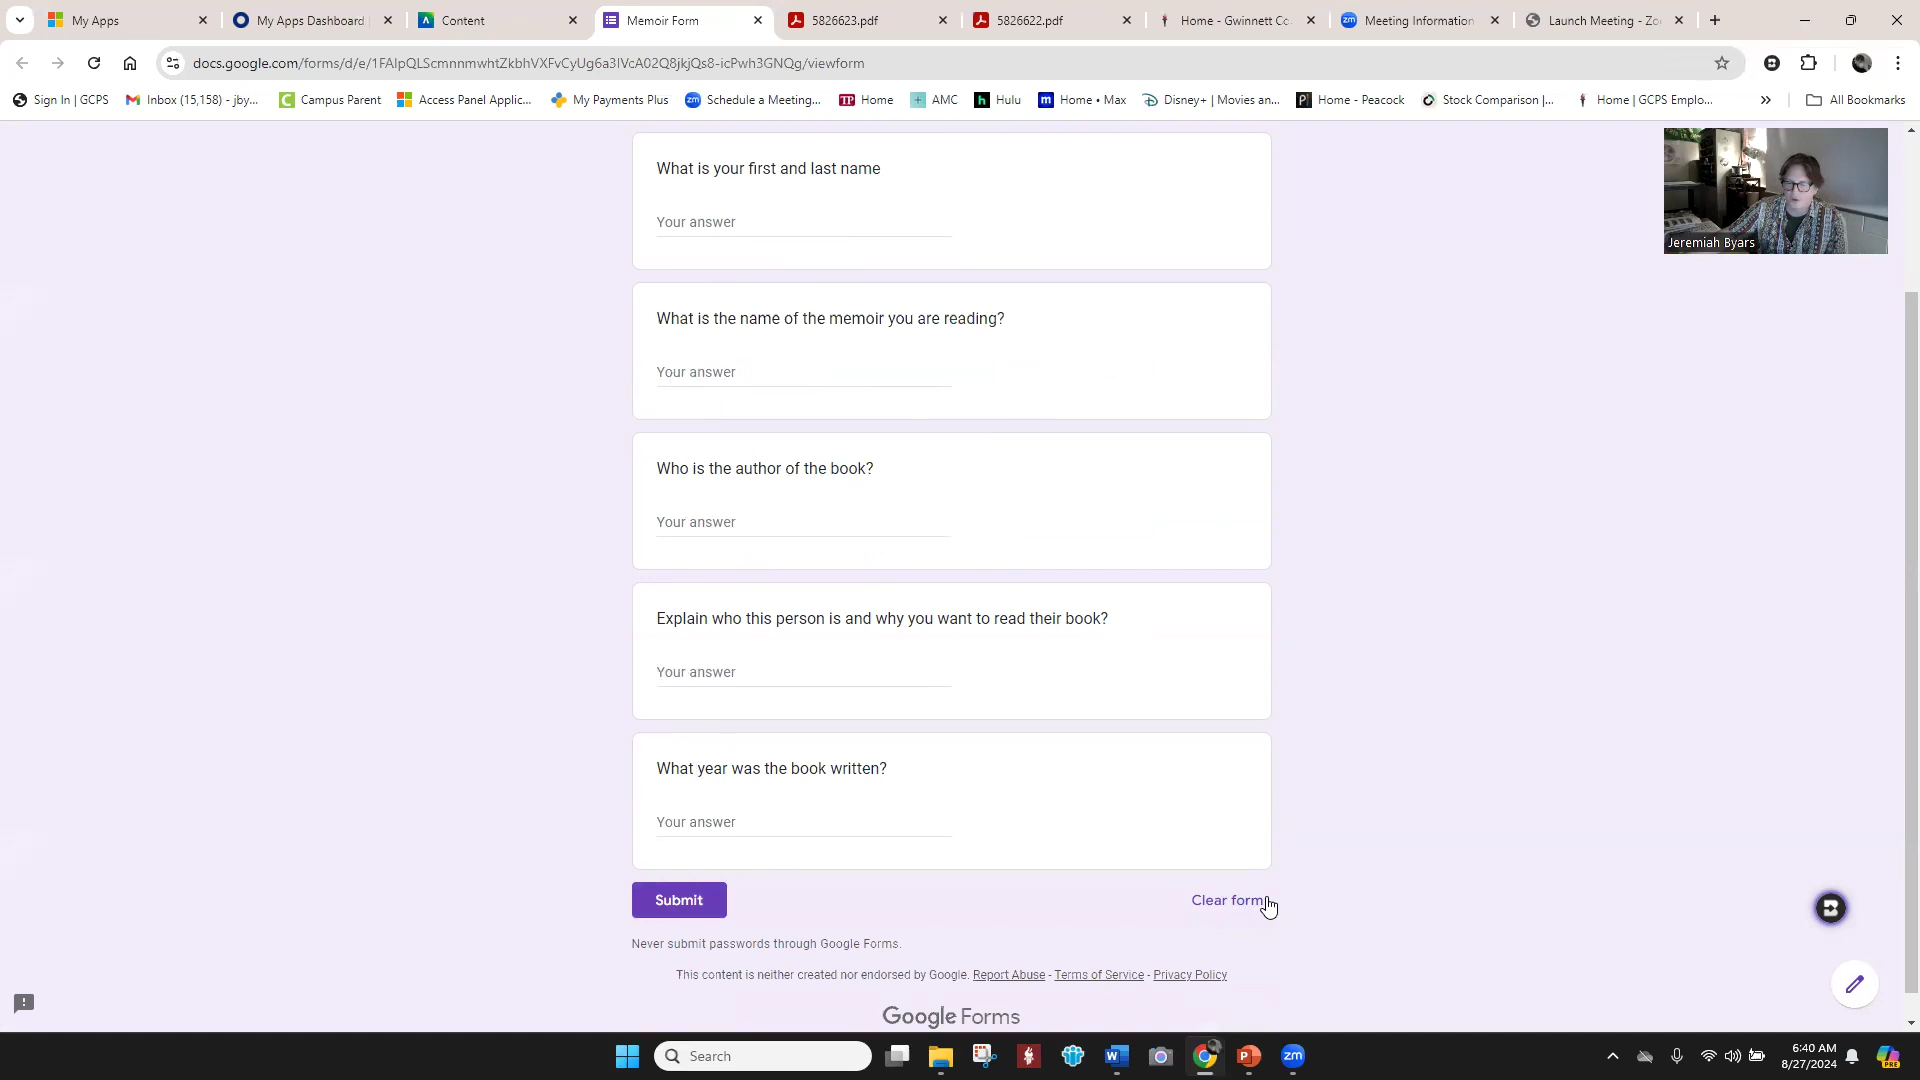 My Apps
My Apps Dashboard
Content
Memoir Form
5826623.pdf
5826622.pdf
Home - Gwinnett Co
Meeting Information
Launch Meeting - Zo
docs.google.com/forms/d/e/1FAIpQLScmnnmwhtZkbhVXFvCyUg6a3lVcA02Q8jkjQs8-icPwh3GNQg/viewform
Sign In | GCPS
Inbox (15,158) - jby...
Campus Parent
Access Panel Applic...
My Payments Plus
Schedule a Meeting...
Home
AMC
Hulu
Home • Max
Disney+ | Movies an...
Home - Peacock
Stock Comparison |...
Home | GCPS Emplo...
All Bookmarks
What is your first and last name
Your answer
Jeremiah Byars
What is the name of the memoir you are reading?
Your answer
Who is the author of the book?
Your answer
Explain who this person is and why you want to read their book?
Your answer
What year was the book written?
Your answer
Submit
Clear form
Never submit passwords through Google Forms.
This content is neither created nor endorsed by Google. Report Abuse - Terms of Service - Privacy Policy
Google Forms
Search
6:40 AM
8/27/2024